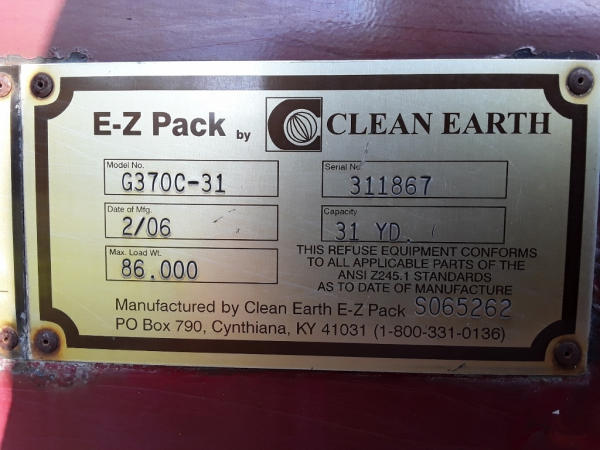 E-Z Pack by CLEAN EARTH
Model No. Serial No.
G370C-31 311867
Date of Mfg. Capacity
2/06 31 YD.
Max. Load Wt.
86.000
THIS REFUSE EQUIPMENT CONFORMS
TO ALL APPLICABLE PARTS OF THE
ANSI Z245.1 STANDARDS
AS TO DATE OF MANUFACTURE
Manufactured by Clean Earth E-Z Pack S065262
PO Box 790, Cynthiana, KY 41031 (1-800-331-0136)